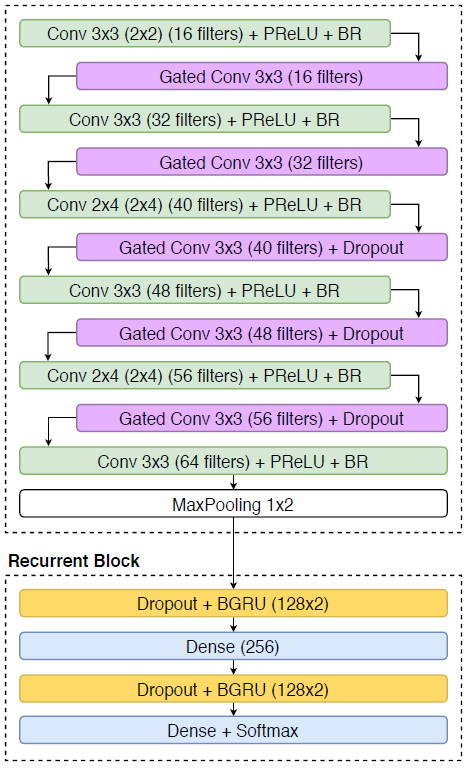 Conv 3x3 (2x2) (16 filters) + PReLU + BR
Gated Conv 3x3 (16 filters)
Conv 3x3 (32 filters) + PReLU + BR
Gated Conv 3x3 (32 filters)
Conv 2x4 (2x4) (40 filters) + PReLU + BR
Gated Conv 3x3 (40 filters) + Dropout
Conv 3x3 (48 filters) + PReLU + BR
Gated Conv 3x3 (48 filters) + Dropout
Conv 2x4 (2x4) (56 filters) + PReLU + BR
Gated Conv 3x3 (56 filters) + Dropout
Conv 3x3 (64 filters) + PReLU + BR
MaxPooling 1x2
Recurrent Block
Dropout + BGRU (128x2)
Dense (256)
Dropout + BGRU (128x2)
Dense + Softmax